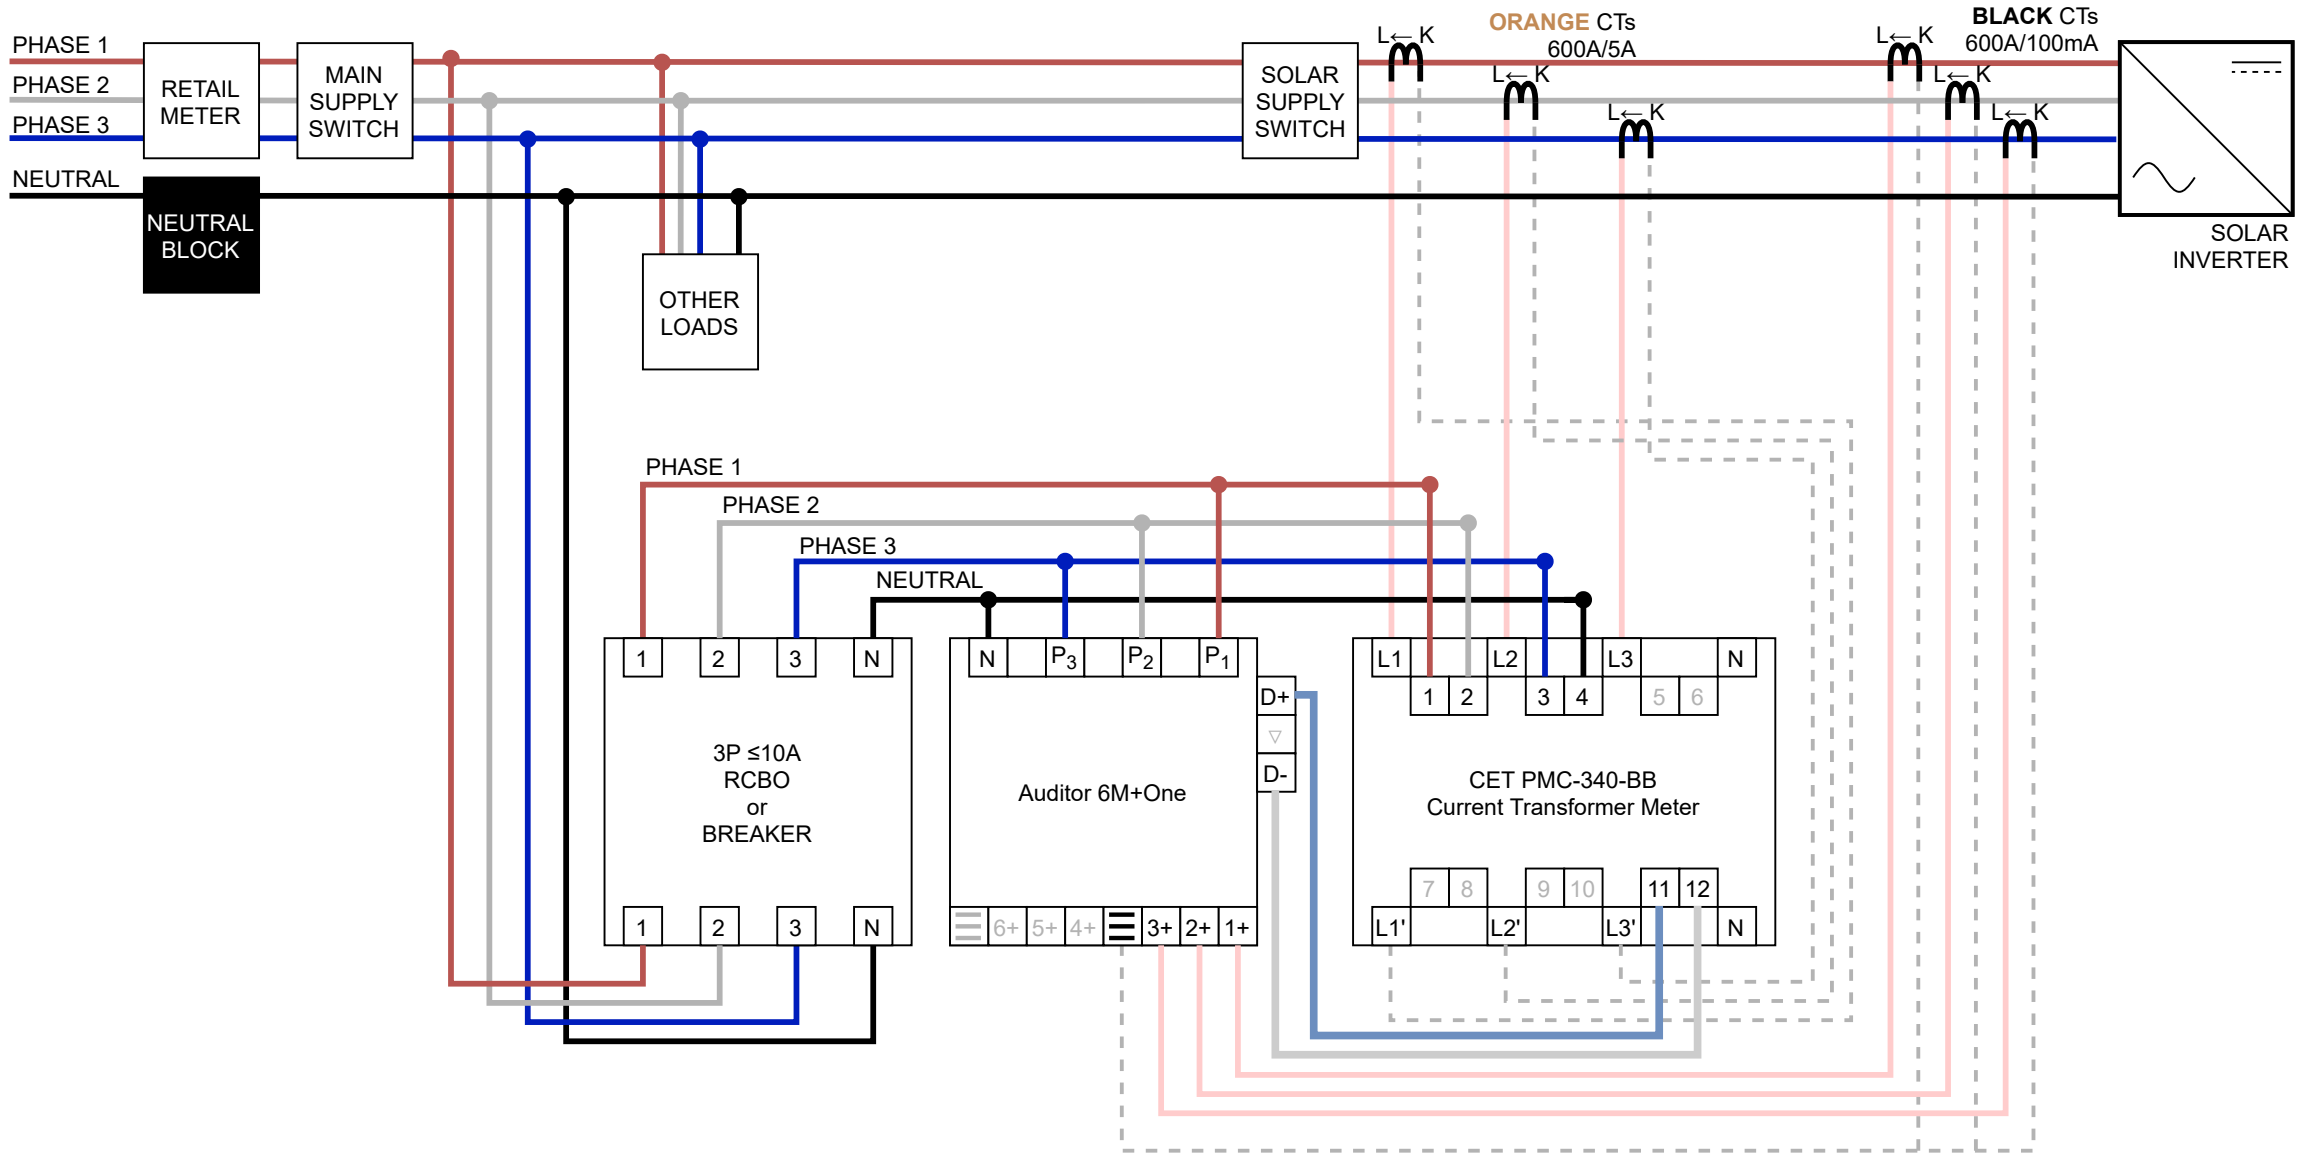 PHASE 1
PHASE 2
PHASE 3
NEUTRAL
RETAIL
METER
NEUTRAL
BLOCK
MAIN
SUPPLY
SWITCH
OTHER
LOADS
SOLAR
SUPPLY
SWITCH
L← K
L← K
L← K
ORANGE CTs
600A/5A
L← K
L← K
L← K
BLACK CTs
600A/100mA
SOLAR
INVERTER
PHASE 1
PHASE 2
PHASE 3
NEUTRAL
1 2 3 N
3P ≤10A
RCBO
or
BREAKER
1 2 3 N
N P3 P2 P1
D+
▽
D-
Auditor 6M+One
6+ 5+ 4+ 3+ 2+ 1+
L1 L2 L3 N
1 2 3 4 5 6
CET PMC-340-BB
Current Transformer Meter
7 8 9 10 11 12
L1' L2' L3' N